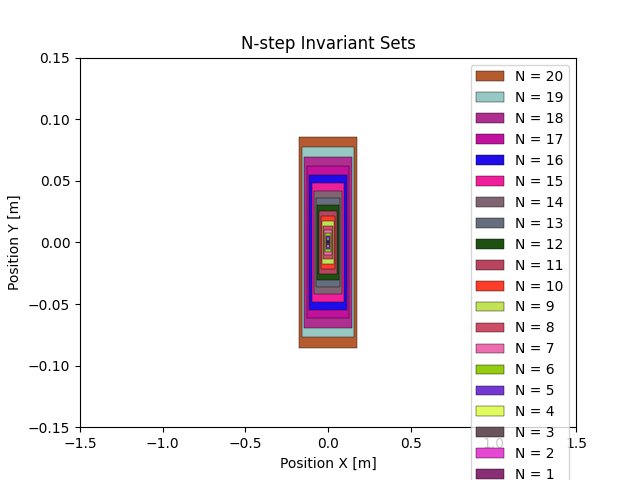 N-step Invariant Sets
0.15
0.10
0.05
0.00
−0.05
−0.10
−0.15
Position Y [m]
−1.5 −1.0 −0.5 0.0 0.5 1.0 1.5
Position X [m]
N = 20
N = 19
N = 18
N = 17
N = 16
N = 15
N = 14
N = 13
N = 12
N = 11
N = 10
N = 9
N = 8
N = 7
N = 6
N = 5
N = 4
N = 3
N = 2
N = 1